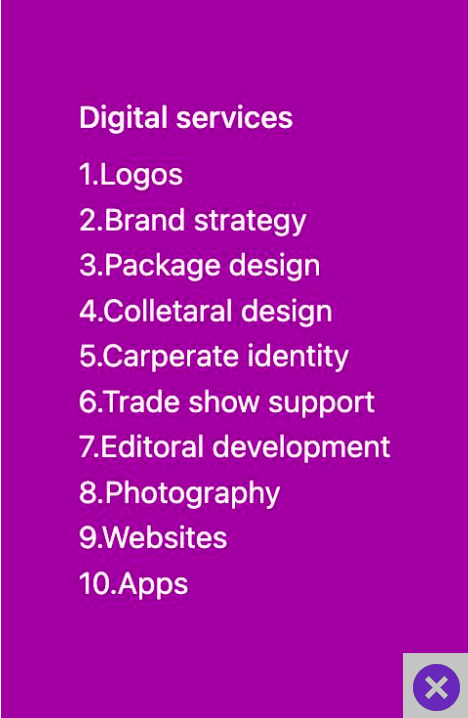 Digital services
1.Logos
2.Brand strategy
3.Package design
4.Colletaral design
5.Carperate identity
6.Trade show support
7.Editoral development
8.Photography
9.Websites
10.Apps